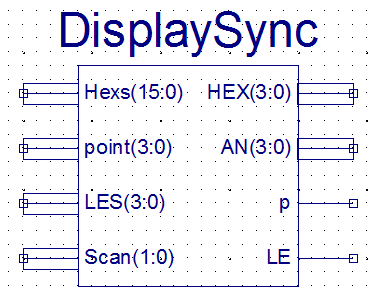 DisplaySync
Hexs(15:0) HEX(3:0)
point(3:0) AN(3:0)
LES(3:0) p
Scan(1:0) LE